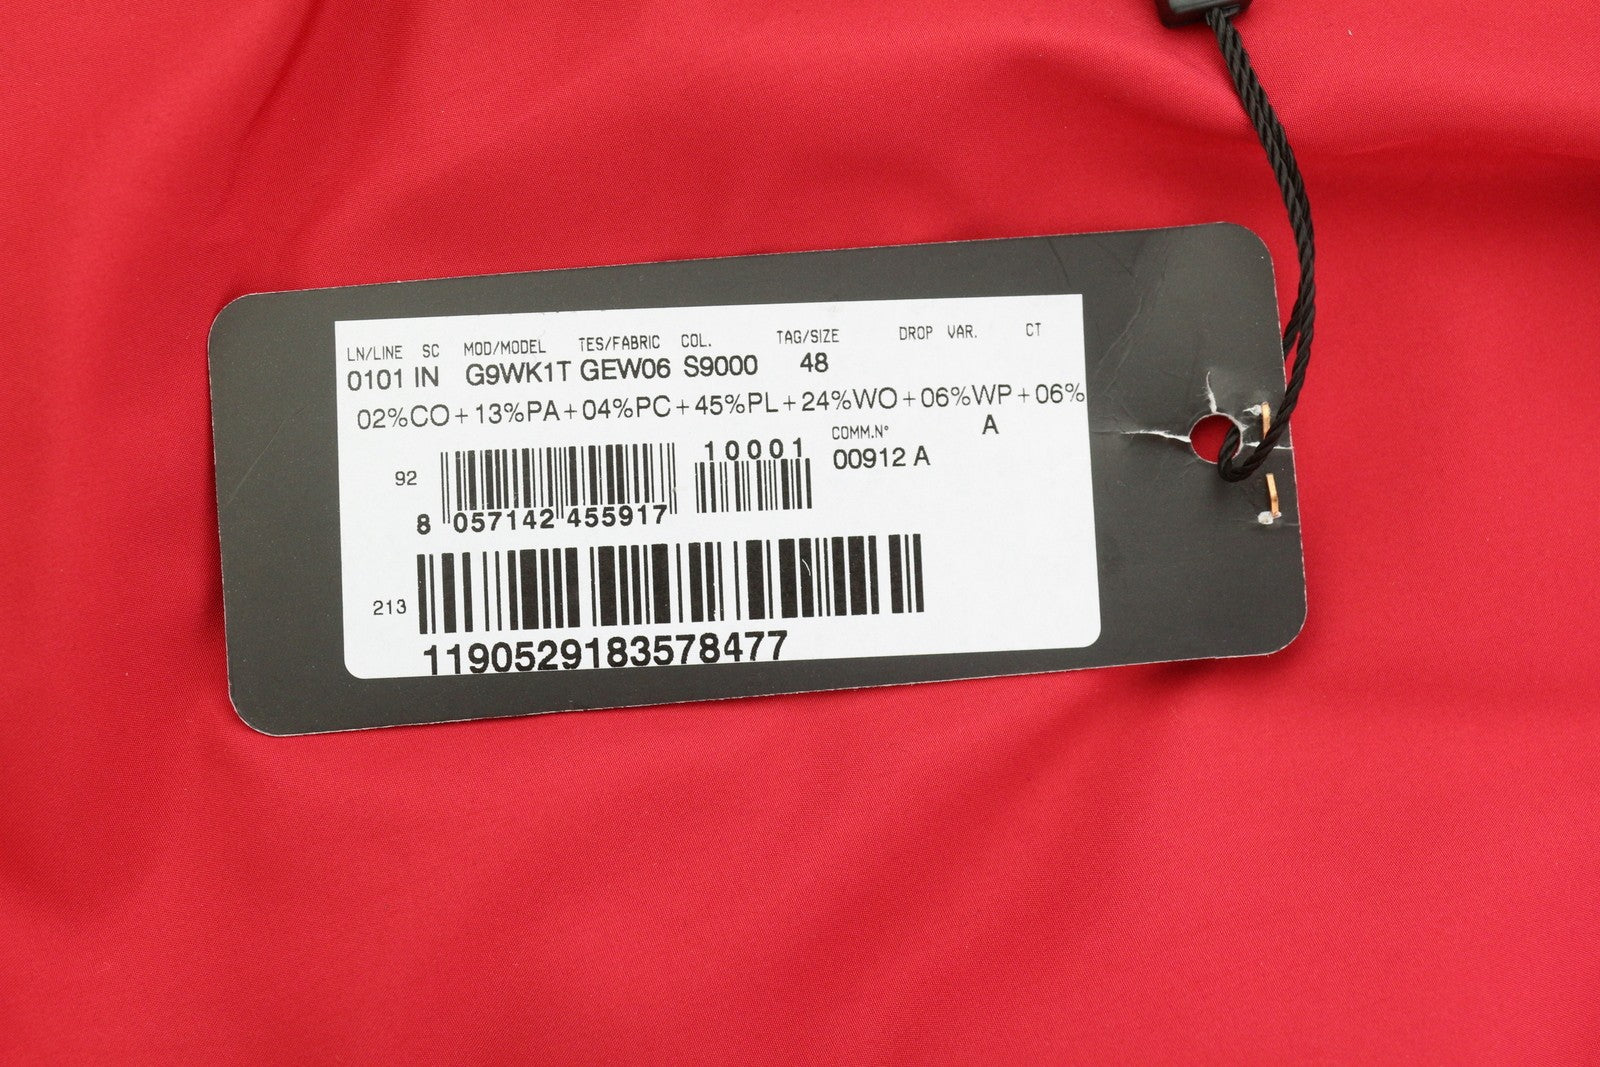 LN/LINE SC MOD/MODEL TES/FABRIC COL. TAG/SIZE DROP VAR. CT
0101 IN G9WK1T GEW06 S9000 48
02%CO+13%PA+04%PC+45%PL+24%WO+06%WP+06%
A
COMM.N°
00912 A
10001
92
8 057142 455917
213
1190529183578477